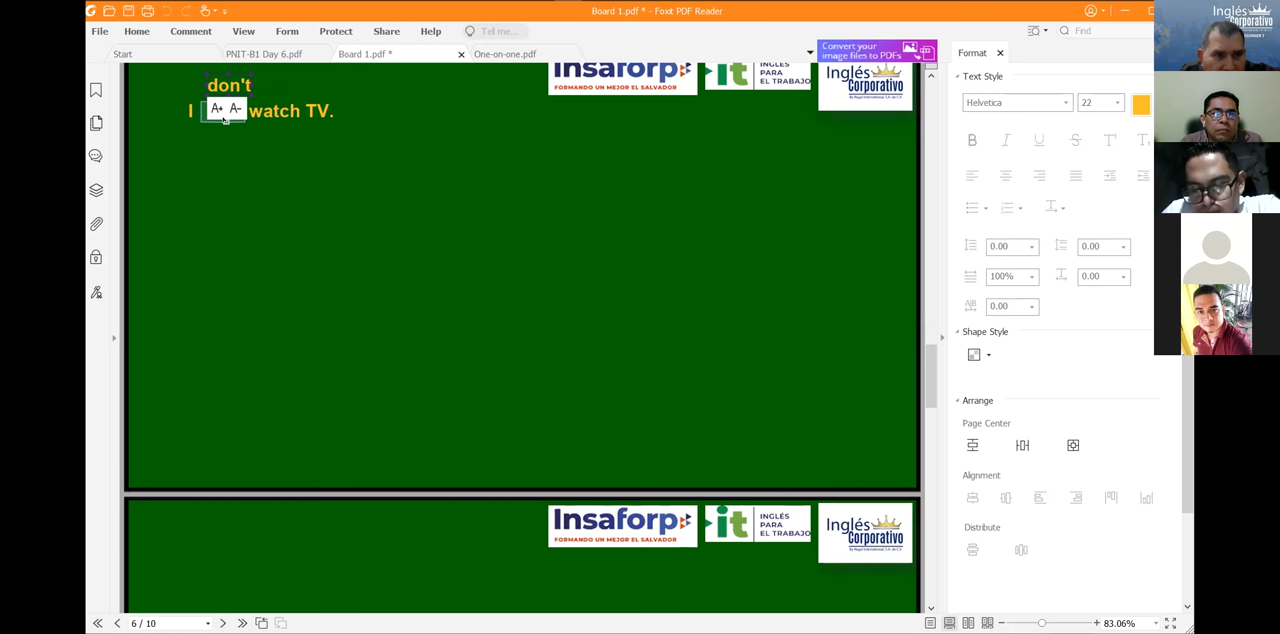 Board 1.pdf * - Foxit PDF Reader
File Home Comment View Form Protect Share Help Tell me... Find
Start PNIT-B1 Day 6.pdf Board 1.pdf * One-on-one.pdf
Convert your
image files to PDFs
Format
don't
I watch TV.
A+ A-
Insaforp
FORMANDO UN MEJOR EL SALVADOR
it
INGLÉS
PARA
EL TRABAJO
Inglés
Corporativo
Text Style
Helvetica 22
B I U S T
0.00 0.00
100% 0.00
0.00
Shape Style
Arrange
Page Center
Alignment
Distribute
Insaforp
FORMANDO UN MEJOR EL SALVADOR
it
INGLÉS
PARA
EL TRABAJO
Inglés
Corporativo
6 / 10
83.06%
Inglés
Corporativo